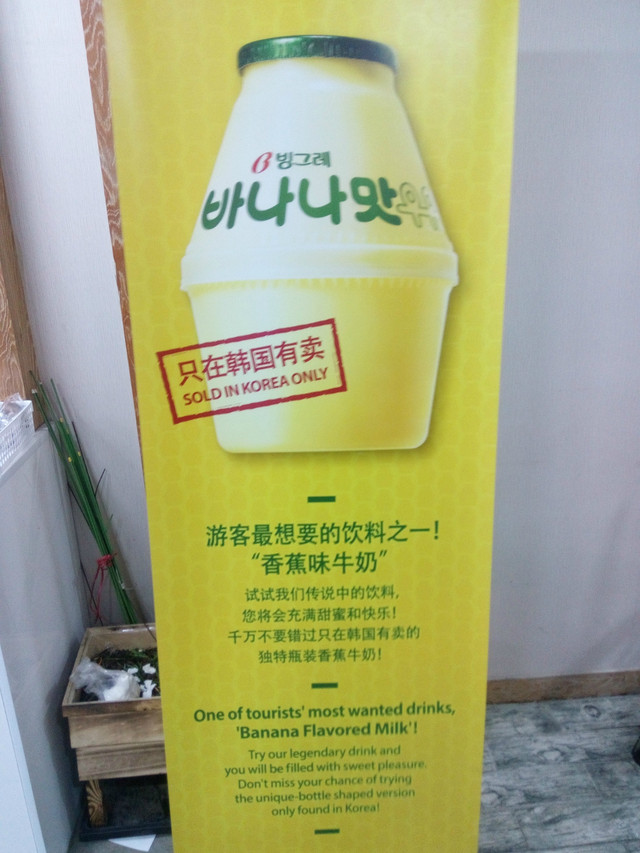 빙그레
바나나맛우유
只在韩国有卖
SOLD IN KOREA ONLY
游客最想要的饮料之一！
“香蕉味牛奶”
试试我们传说中的饮料，
您将会充满甜蜜和快乐！
千万不要错过只在韩国有卖的
独特瓶装香蕉牛奶！
One of tourists' most wanted drinks,
'Banana Flavored Milk'!
Try our legendary drink and
you will be filled with sweet pleasure.
Don't miss your chance of trying
the unique-bottle shaped version
only found in Korea!